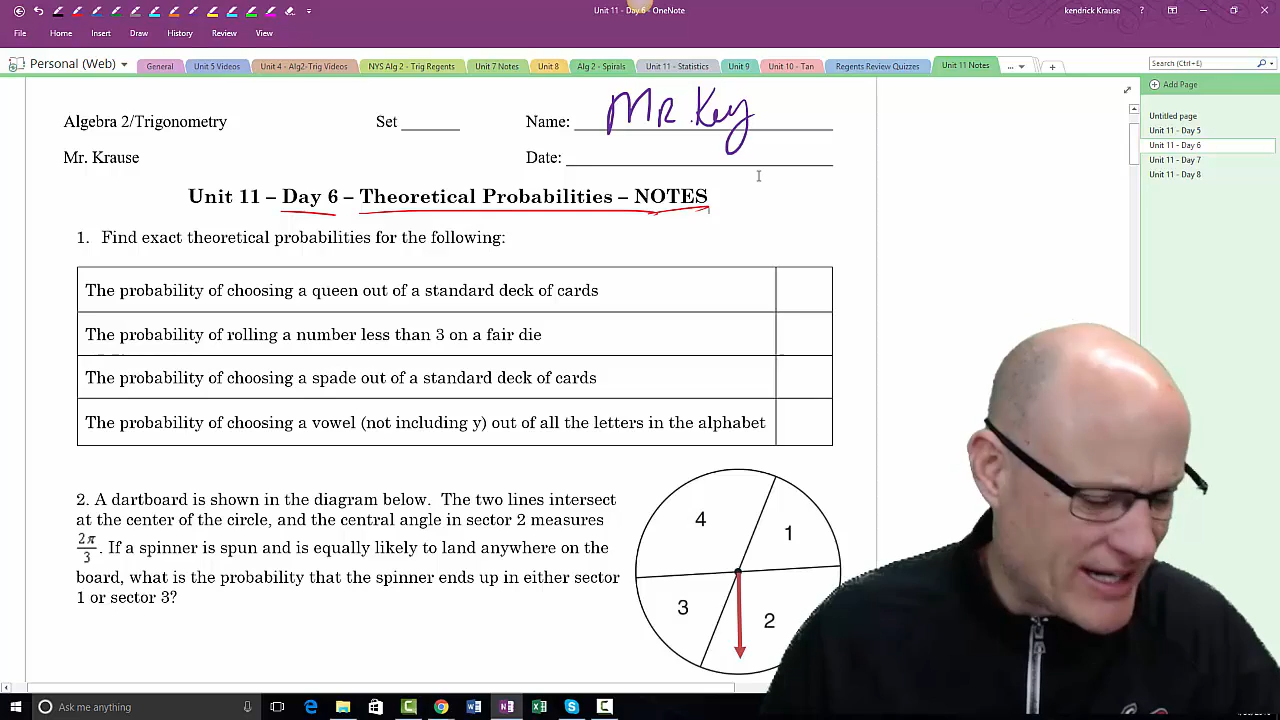 Unit 11 - Day 6 - OneNote
kendrick Krause
?
File Home Insert Draw History Review View
Personal (Web)
General Unit 5 Videos Unit 4 - Alg2-Trig Videos NYS Alg 2 - Trig Regents Unit 7 Notes Unit 8 Alg 2 - Spirals Unit 11 - Statistics Unit 9 Unit 10 - Tan Regents Review Quizzes Unit 11 Notes ...
Search (Ctrl+E)
Add Page
Untitled page
Unit 11 - Day 5
Unit 11 - Day 6
Unit 11 - Day 7
Unit 11 - Day 8
Algebra 2/Trigonometry Set ______ Name: MR. Key
Mr. Krause Date: ______
Unit 11 – Day 6 – Theoretical Probabilities – NOTES
1. Find exact theoretical probabilities for the following:
The probability of choosing a queen out of a standard deck of cards
The probability of rolling a number less than 3 on a fair die
The probability of choosing a spade out of a standard deck of cards
The probability of choosing a vowel (not including y) out of all the letters in the alphabet
2. A dartboard is shown in the diagram below. The two lines intersect
at the center of the circle, and the central angle in sector 2 measures
2π/3. If a spinner is spun and is equally likely to land anywhere on the
board, what is the probability that the spinner ends up in either sector
1 or sector 3?
4
1
3
2
Ask me anything